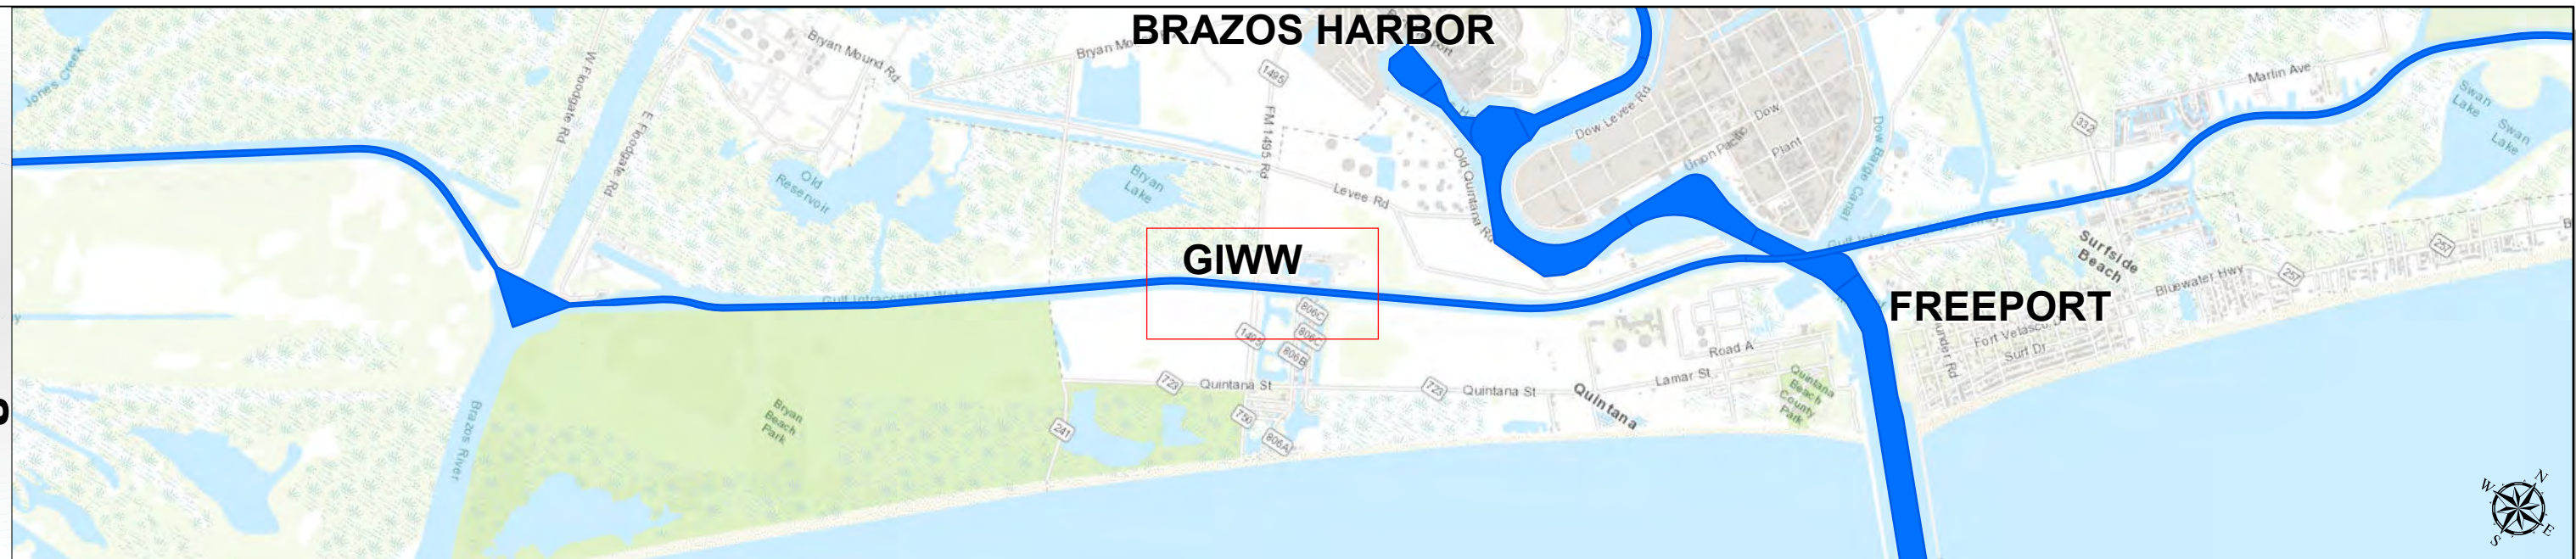 BRAZOS HARBOR
Bryan Mound Rd
W Floodgate Rd
E Floodgate Rd
Jones Creek
1495
FM 1495 Rd
Marlin Ave
Swan
Lake
Swan
Lake
332
Dow Levee Rd
Dow
Plant
Union Pacific
Dow Barge Canal
Old
Reservoir
Bryan
Lake
Levee Rd
Old Quintana Rd
GIWW
Gulf Intracoastal
Surfside
Beach
257
257
Bluewater Hwy
FREEPORT
Fort Velasco
Surf Dr
806C
806C
806B
1495
Road A
723
Quintana St
723
Quintana St
Lamar St
Quintana
Quintana
Beach
County
Park
Bryan
Beach
Park
Brazos River
241
750
806A
N
W
E
S